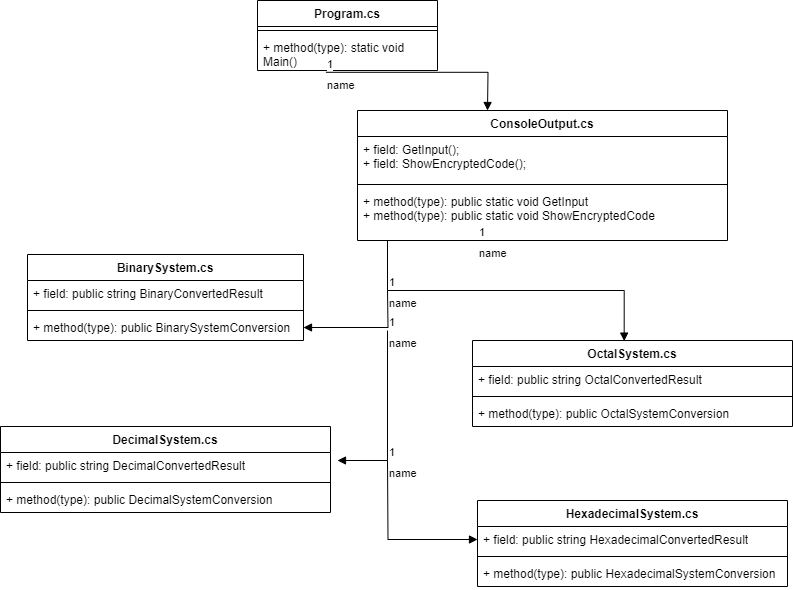 Program.cs
+ method(type): static void
Main()
1
name
ConsoleOutput.cs
+ field: GetInput();
+ field: ShowEncryptedCode();
+ method(type): public static void GetInput
+ method(type): public static void ShowEncryptedCode
1
name
BinarySystem.cs
+ field: public string BinaryConvertedResult
+ method(type): public BinarySystemConversion
1
name
1
name
OctalSystem.cs
+ field: public string OctalConvertedResult
+ method(type): public OctalSystemConversion
DecimalSystem.cs
+ field: public string DecimalConvertedResult
+ method(type): public DecimalSystemConversion
1
name
HexadecimalSystem.cs
+ field: public string HexadecimalConvertedResult
+ method(type): public HexadecimalSystemConversion